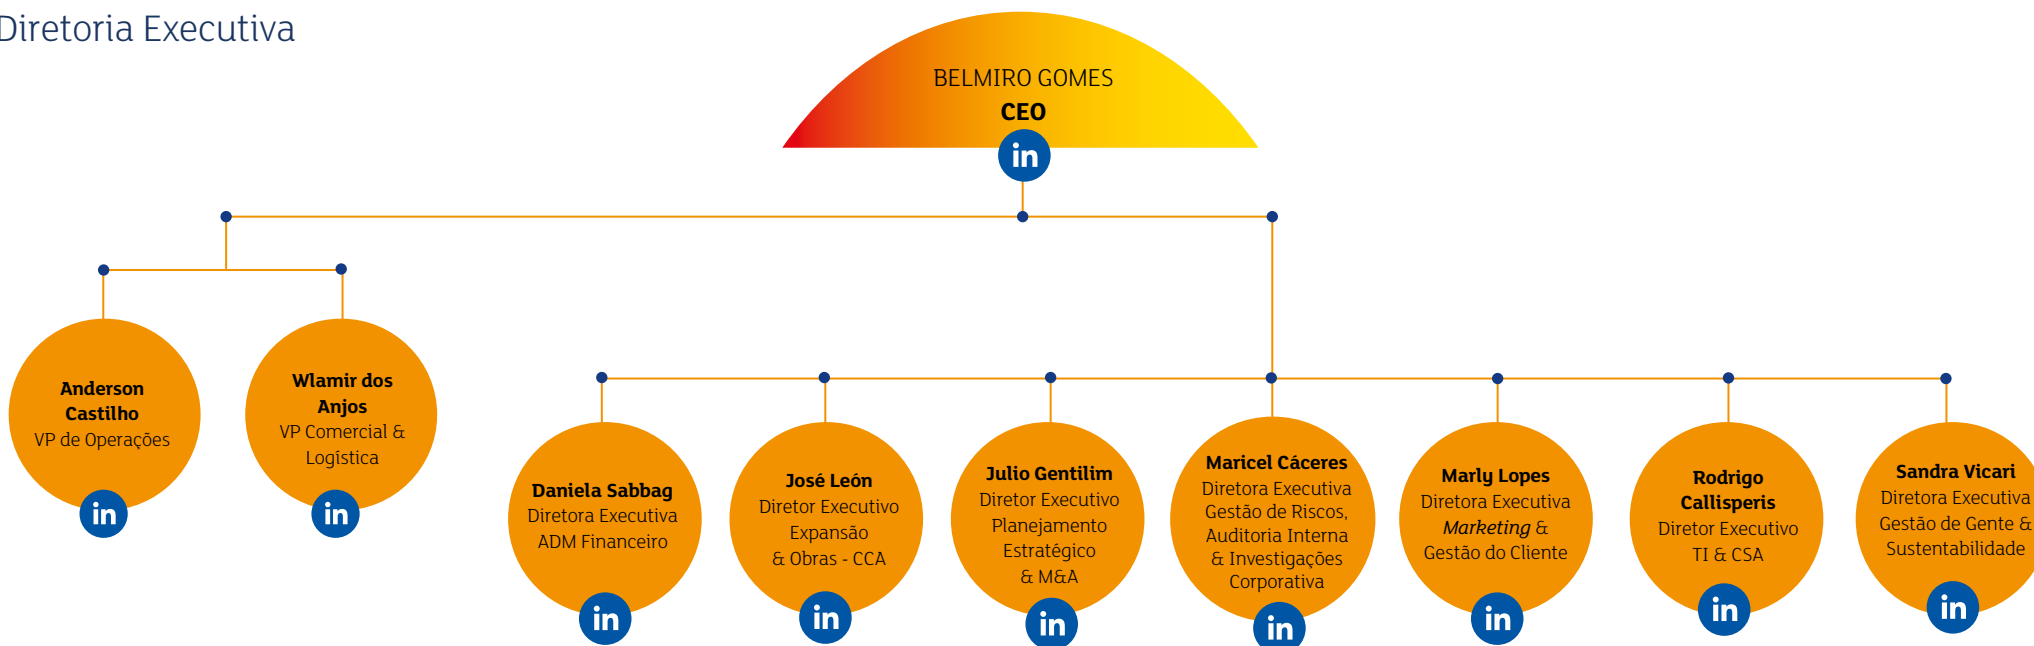 Diretoria Executiva
BELMIRO GOMES
CEO
in
Anderson
Castilho
VP de Operações
in
Wlamir dos
Anjos
VP Comercial &
Logística
in
Daniela Sabbag
Diretora Executiva
ADM Financeiro
in
José León
Diretor Executivo
Expansão
& Obras - CCA
in
Julio Gentilim
Diretor Executivo
Planejamento
Estratégico
& M&A
in
Maricel Cáceres
Diretora Executiva
Gestão de Riscos,
Auditoria Interna
& Investigações
Corporativa
in
Marly Lopes
Diretora Executiva
Marketing &
Gestão do Cliente
in
Rodrigo
Callisperis
Diretor Executivo
TI & CSA
in
Sandra Vicari
Diretora Executiva
Gestão de Gente &
Sustentabilidade
in